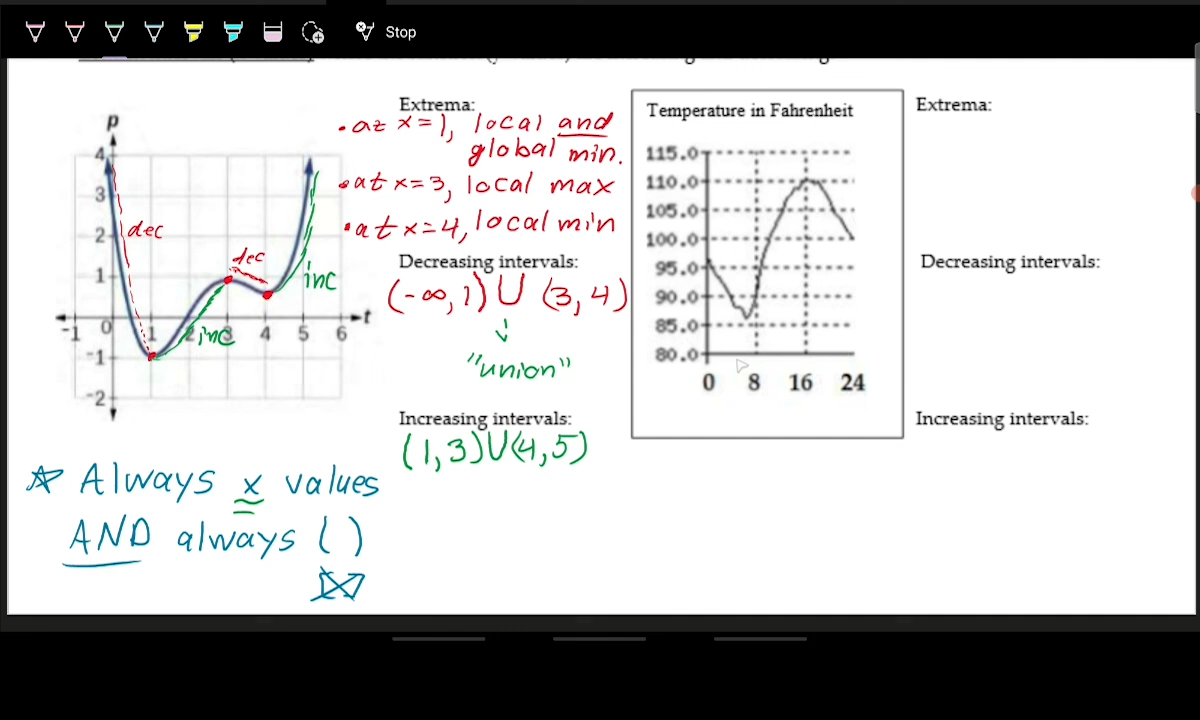 Stop
Extrema:
• at x=1, local and
global min.
• at x=3, local max
• at x=4, local min
Decreasing intervals:
(-∞, 1) U (3, 4)
"union"
Increasing intervals:
(1, 3) U (4, 5)
p
4
3
2
1
-1 0 1 2 3 4 5 6 t
-1
-2
dec
dec
inc
inc
Always x values
AND always ( )
Temperature in Fahrenheit
115.0
110.0
105.0
100.0
95.0
90.0
85.0
80.0
0 8 16 24
Extrema:
Decreasing intervals:
Increasing intervals: